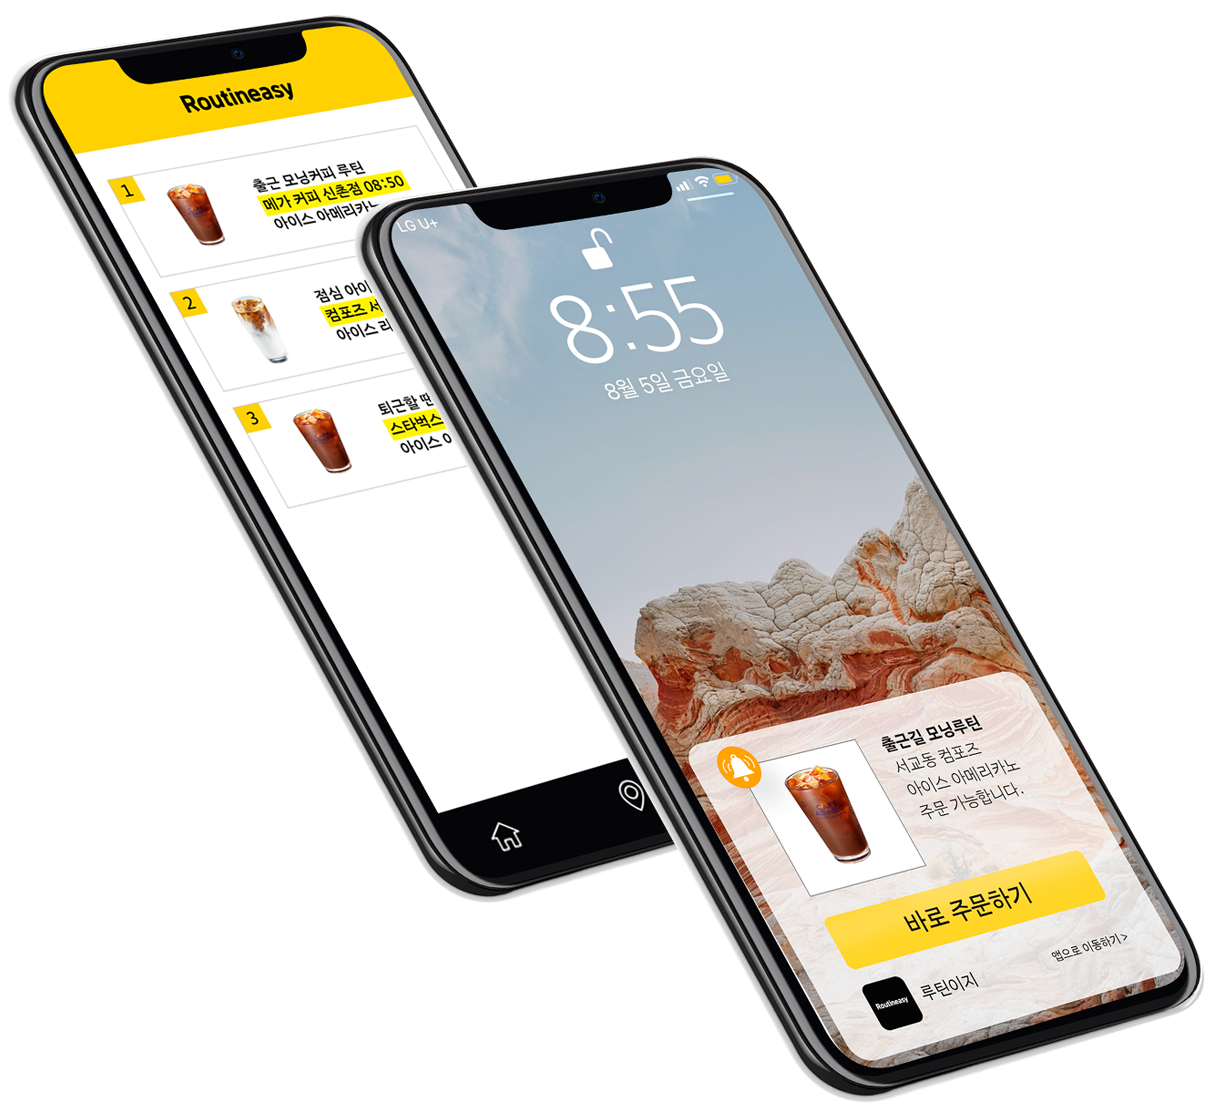 Routineasy
1
출근 모닝커피 루틴
메가 커피 신촌점 08:50
아이스 아메리카노
2
점심 아이
컴포즈 서
아이스 라
3
퇴근할 땐
스타벅스
아이스 아
LG U+
8:55
8월 5일 금요일
출근길 모닝루틴
서교동 컴포즈
아이스 아메리카노
주문 가능합니다.
바로 주문하기
앱으로 이동하기 >
Routineasy
루틴이지